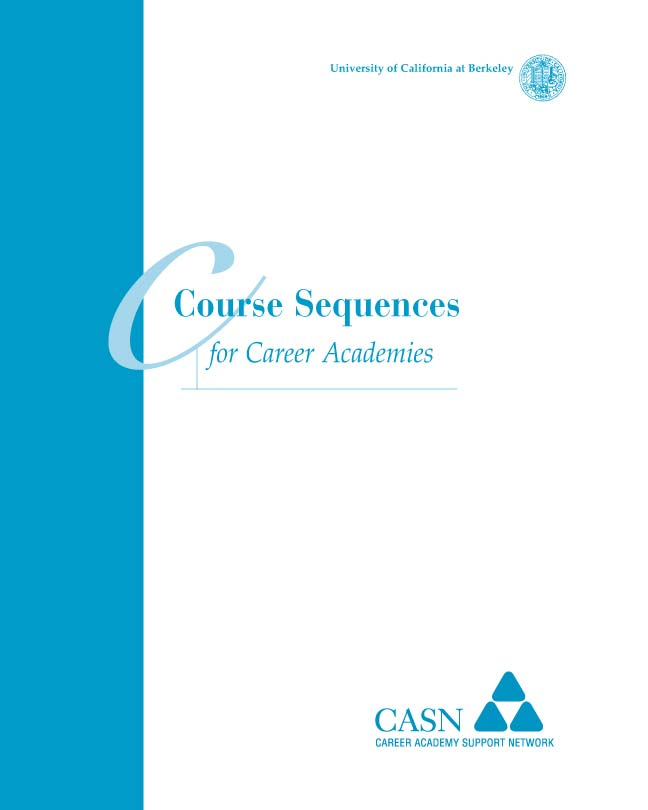 University of California at Berkeley
C
Course Sequences
for Career Academies
CASN
CAREER ACADEMY SUPPORT NETWORK